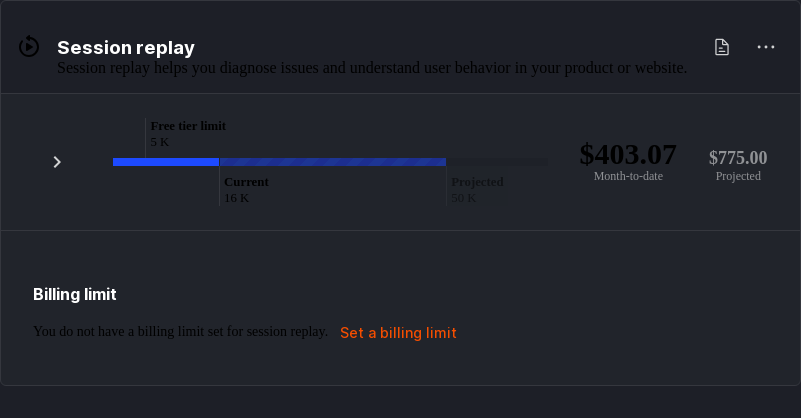 Session replay
Session replay helps you diagnose issues and understand user behavior in your product or website.
Free tier limit
5 K
$403.07
$775.00
Month-to-date
Projected
Current
Projected
16 K
50 K
Billing limit
You do not have a billing limit set for session replay. Set a billing limit